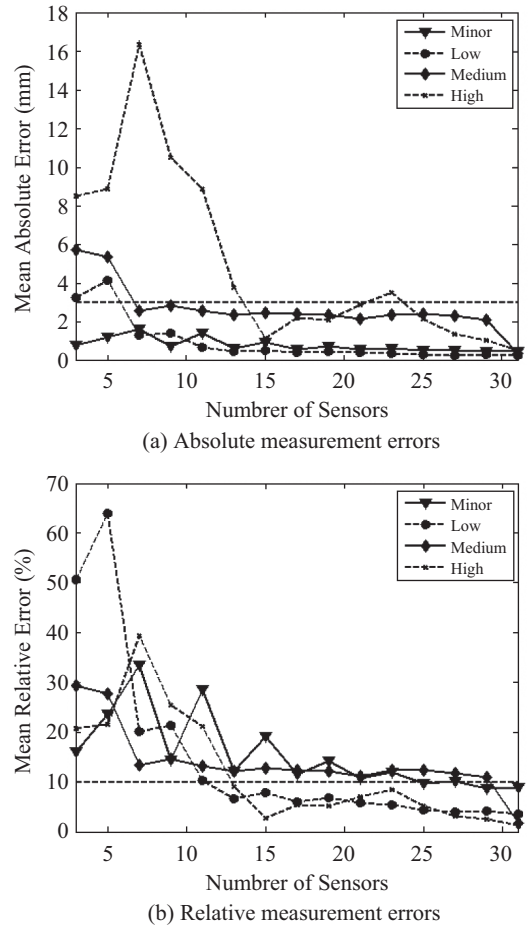 18
16
14
12
10
8
6
4
2
0
Mean Absolute Error (mm)
Minor
Low
Medium
High
5 10 15 20 25 30
Numbrer of Sensors
(a) Absolute measurement errors
70
60
50
40
30
20
10
0
Mean Relative Error (%)
Minor
Low
Medium
High
5 10 15 20 25 30
Numbrer of Sensors
(b) Relative measurement errors